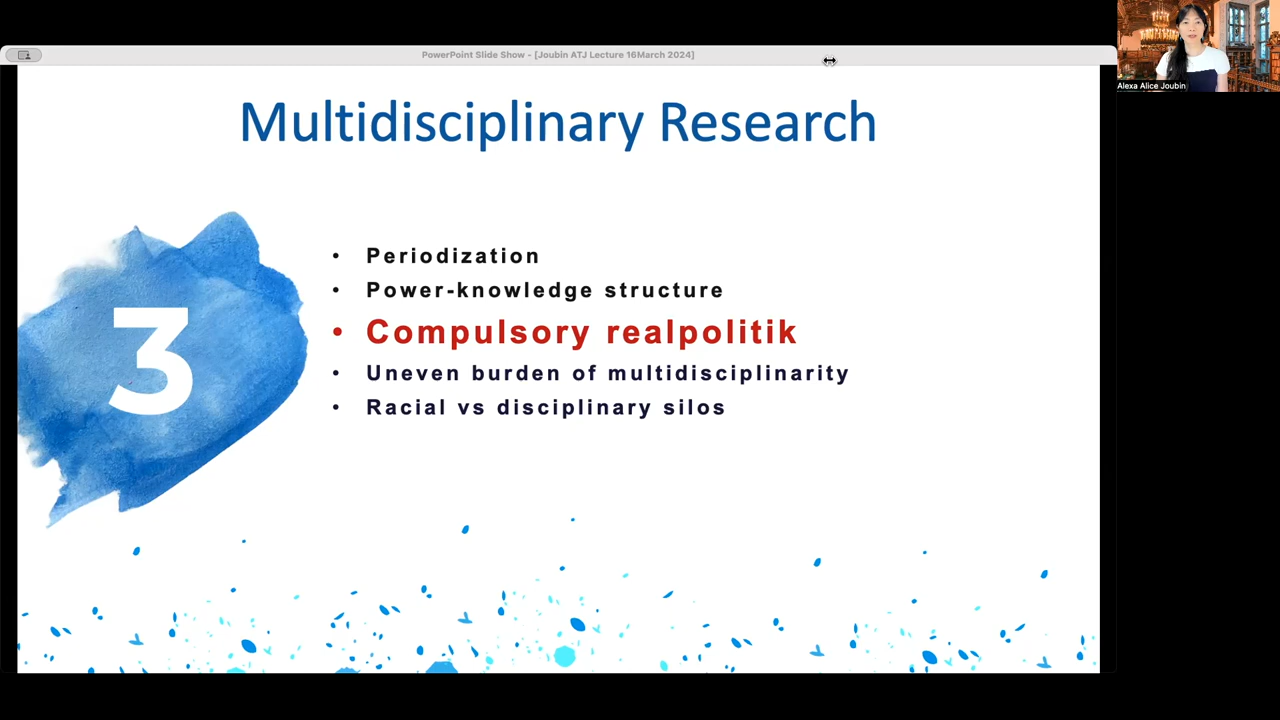 PowerPoint Slide Show - [Joubin ATJ Lecture 16March 2024]
Alexa Alice Joubin
Multidisciplinary Research
3
• Periodization
• Power-knowledge structure
• Compulsory realpolitik
• Uneven burden of multidisciplinarity
• Racial vs disciplinary silos